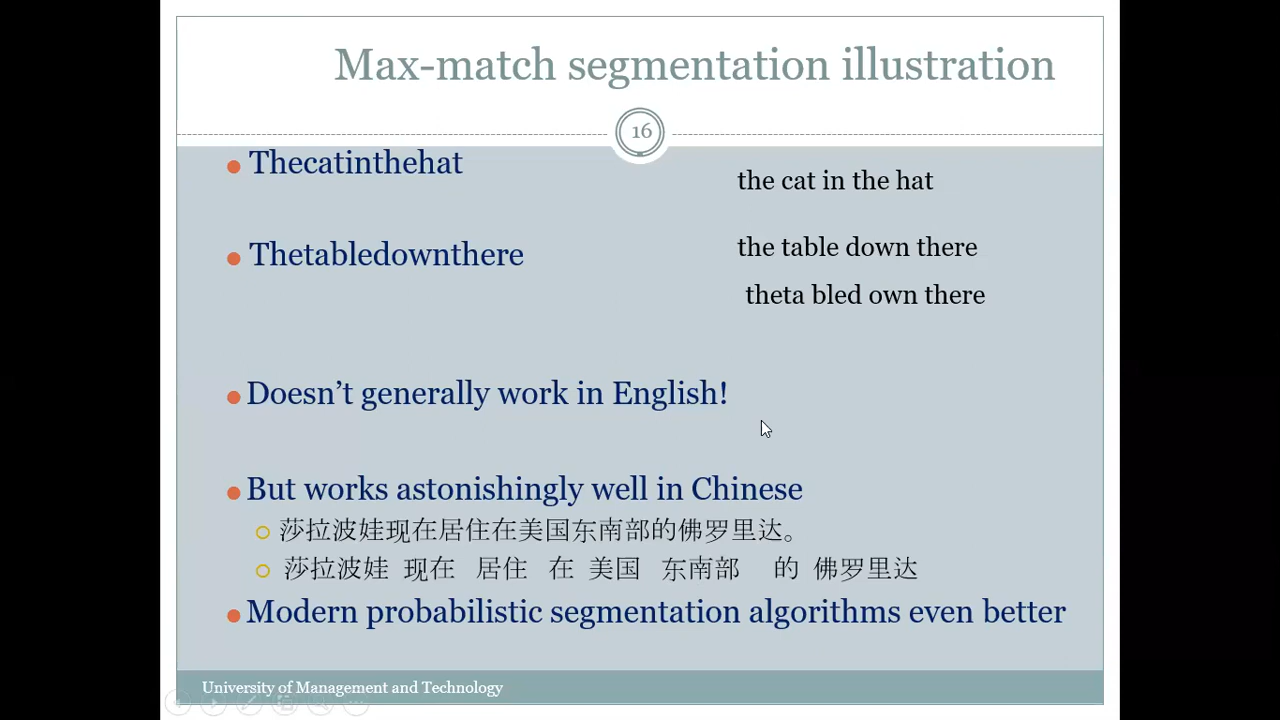 Max-match segmentation illustration
16
Thecatinthehat
the cat in the hat
Thetabledownthere
the table down there
theta bled own there
Doesn’t generally work in English!
But works astonishingly well in Chinese
莎拉波娃现在居住在美国东南部的佛罗里达。
莎拉波娃 现在 居住 在 美国 东南部 的 佛罗里达
Modern probabilistic segmentation algorithms even better
University of Management and Technology